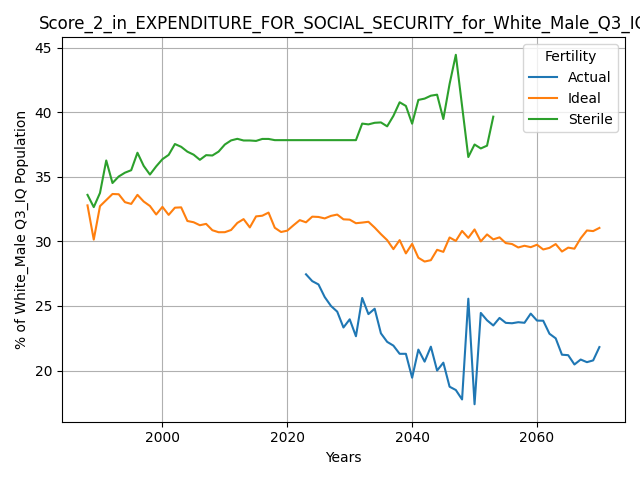 Score_2_in_EXPENDITURE_FOR_SOCIAL_SECURITY_for_White_Male_Q3_IQ
45
40
35
30
25
20
% of White_Male Q3_IQ Population
Fertility
Actual
Ideal
Sterile
2000
2020
2040
2060
Years